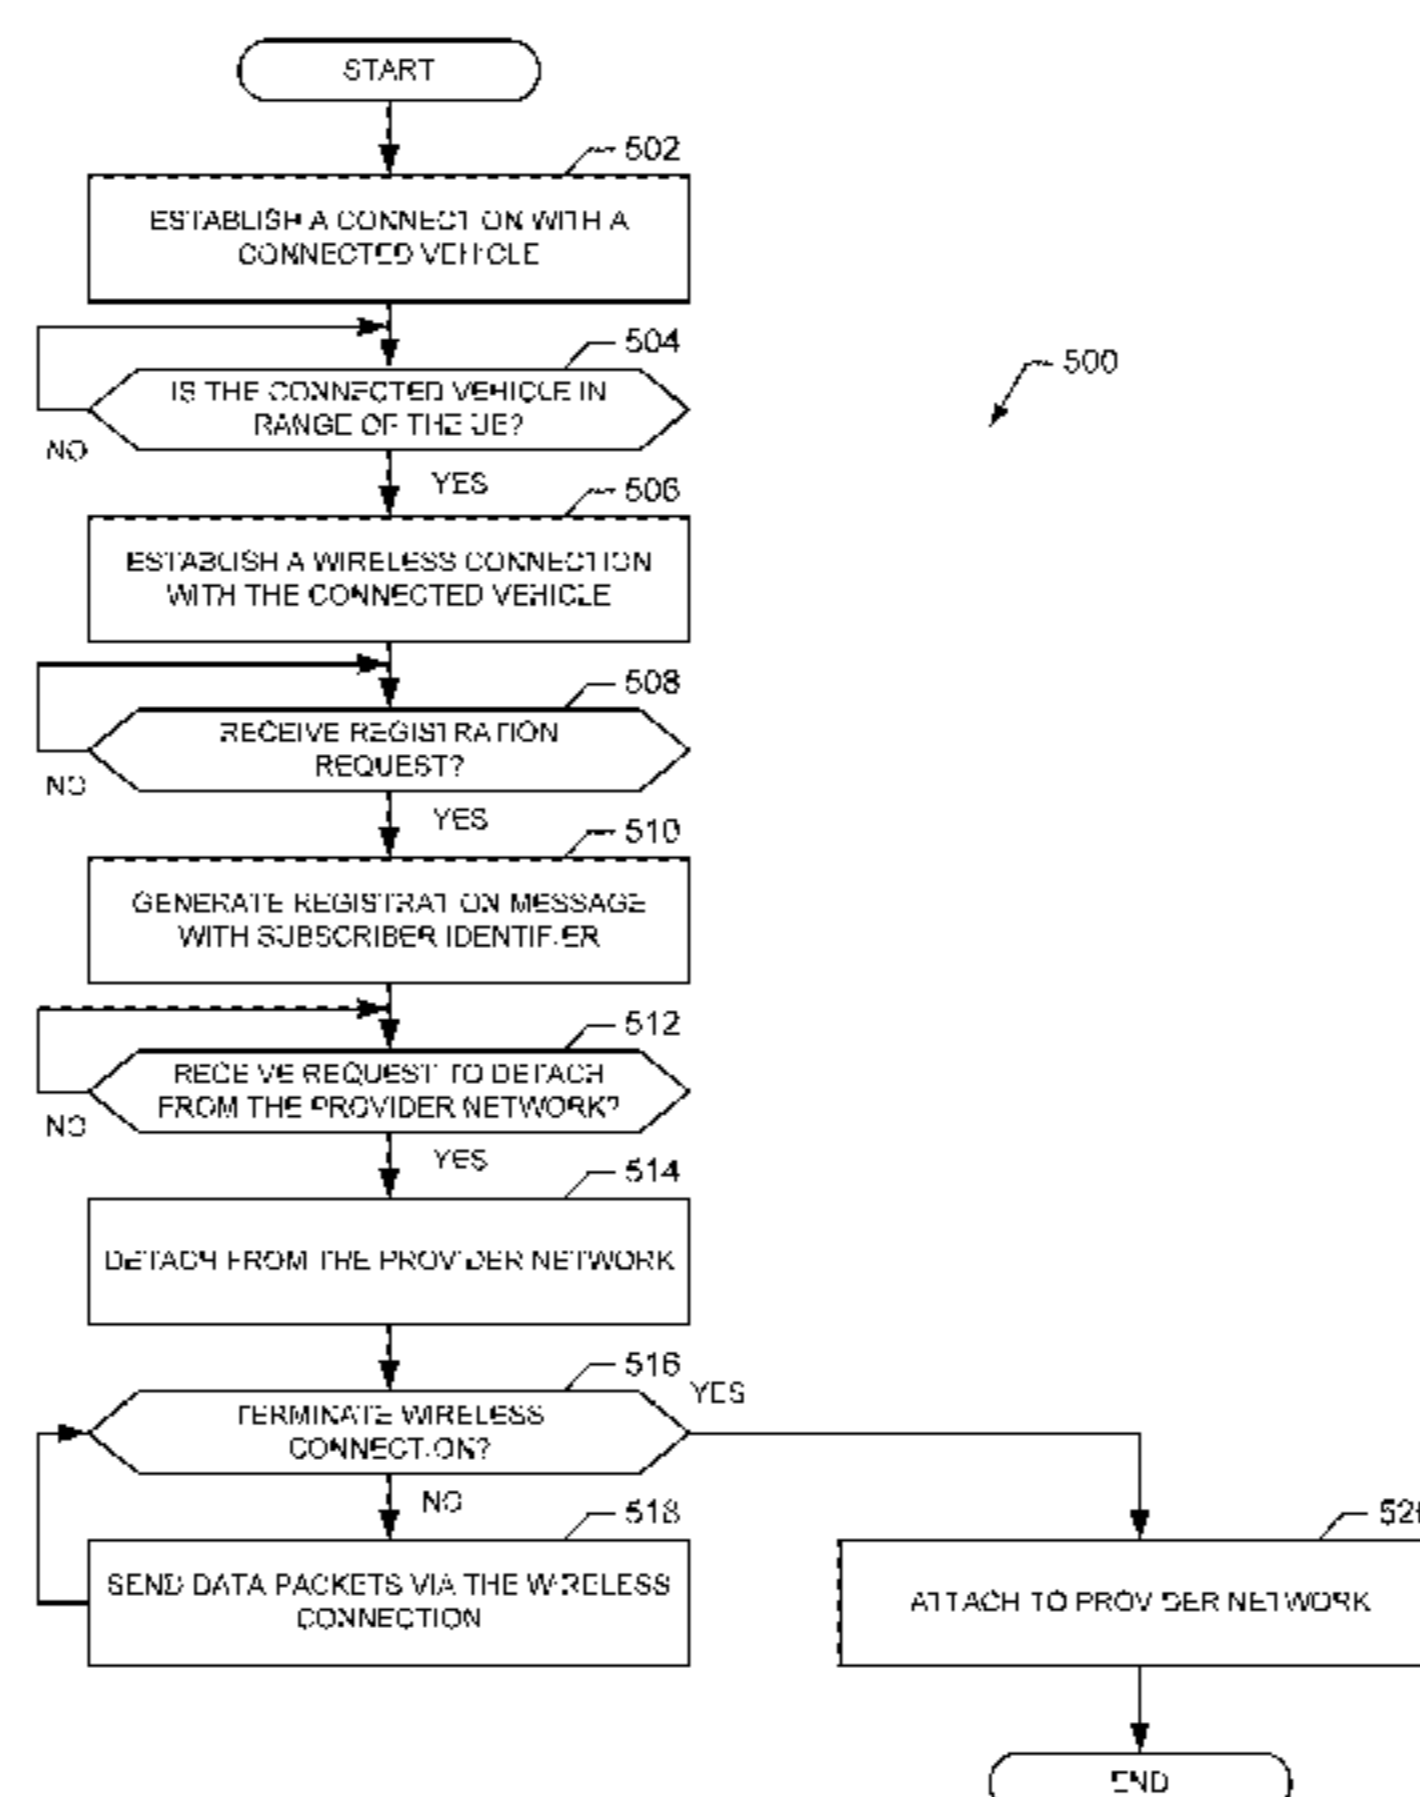 START
502
ESTABLISH A CONNECTION WITH A
CONNECTED VEHICLE
504
IS THE CONNECTED VEHICLE IN
RANGE OF THE UE?
500
NO
YES
506
ESTABLISH A WIRELESS CONNECTION
WITH THE CONNECTED VEHICLE
508
RECEIVE REGISTRATION
REQUEST?
NO
YES
510
GENERATE REGISTRATION MESSAGE
WITH SUBSCRIBER IDENTIFIER
512
RECEIVE REQUEST TO DETACH
FROM THE PROVIDER NETWORK?
NO
YES
514
DETACH FROM THE PROVIDER NETWORK
516
YES
TERMINATE WIRELESS
CONNECTION?
NO
518
SEND DATA PACKETS VIA THE WIRELESS
CONNECTION
ATTACH TO PROVIDER NETWORK
END